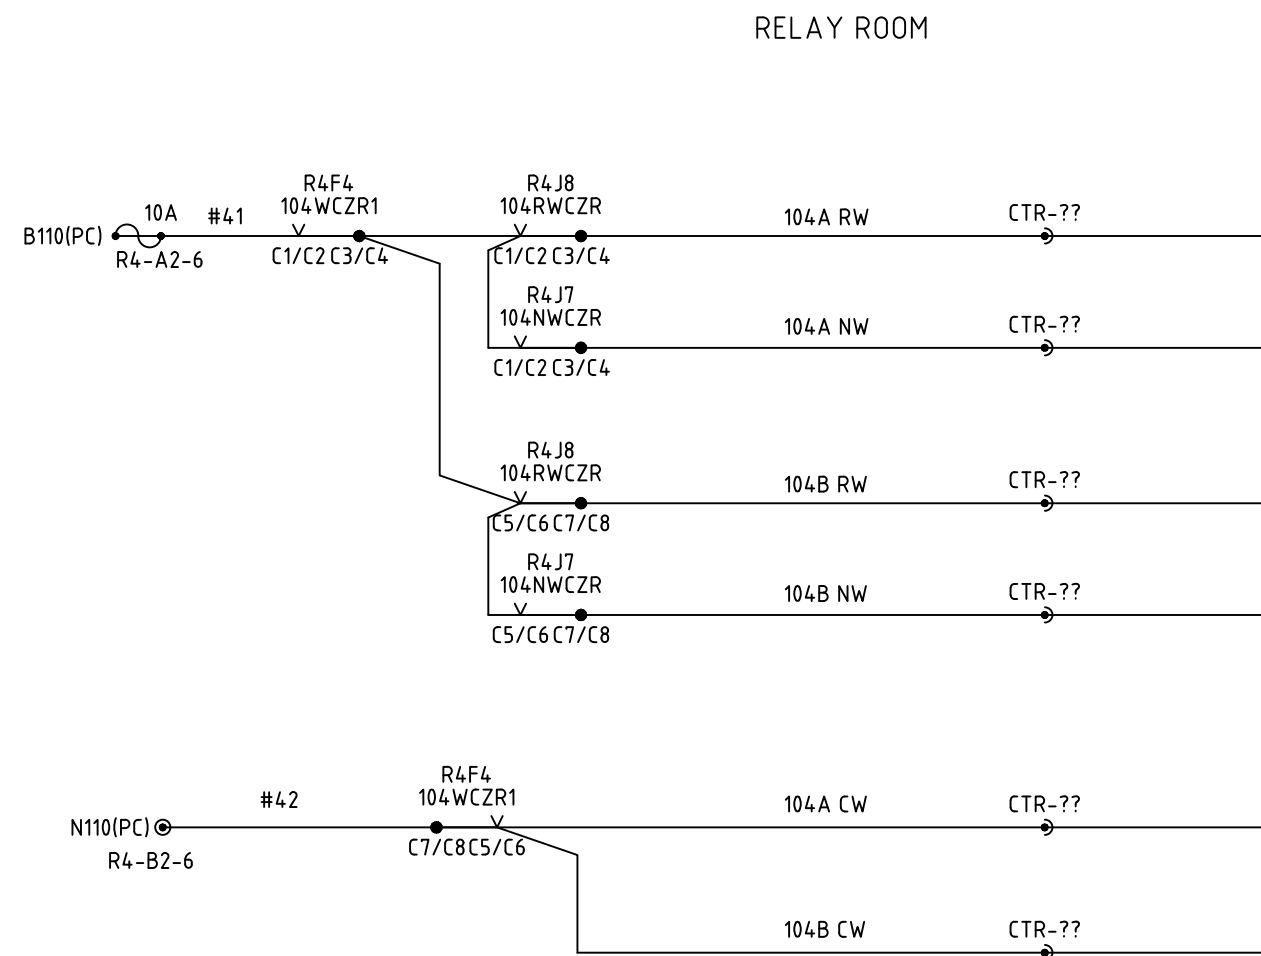 RELAY ROOM
R4F4
104WCZR1
R4J8
104RWCZR
10A
#41
104A RW
CTR-??
B110(PC)
R4-A2-6
C1/C2 C3/C4
C1/C2 C3/C4
R4J7
104NWCZR
104A NW
CTR-??
C1/C2 C3/C4
R4J8
104RWCZR
104B RW
CTR-??
C5/C6 C7/C8
R4J7
104NWCZR
104B NW
CTR-??
C5/C6 C7/C8
R4F4
104WCZR1
#42
104A CW
CTR-??
N110(PC)
R4-B2-6
C7/C8 C5/C6
104B CW
CTR-??